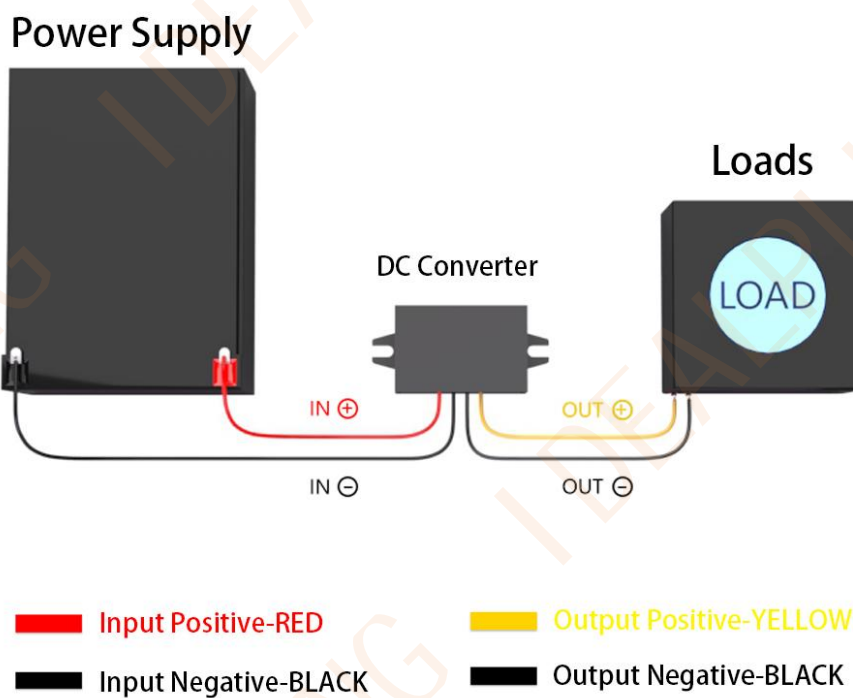 Power Supply
Loads
DC Converter
LOAD
IN ⊕
OUT ⊕
IN ⊖
OUT ⊖
Input Positive-RED
Output Positive-YELLOW
Input Negative-BLACK
Output Negative-BLACK
IDEALPLUSING